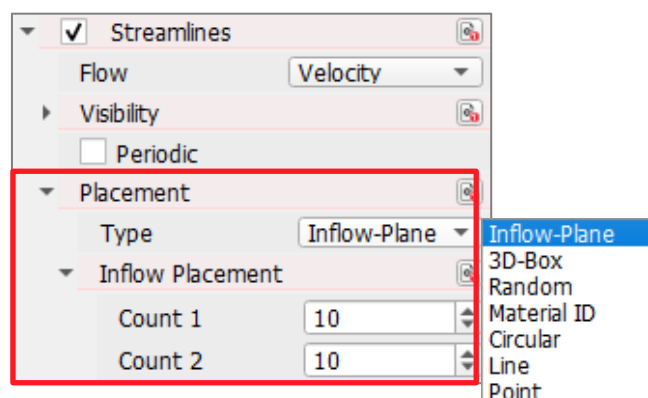 Streamlines
Flow Velocity
Visibility
Periodic
Placement
Type Inflow-Plane
Inflow-Plane
3D-Box
Random
Material ID
Circular
Line
Point
Inflow Placement
Count 1 10
Count 2 10